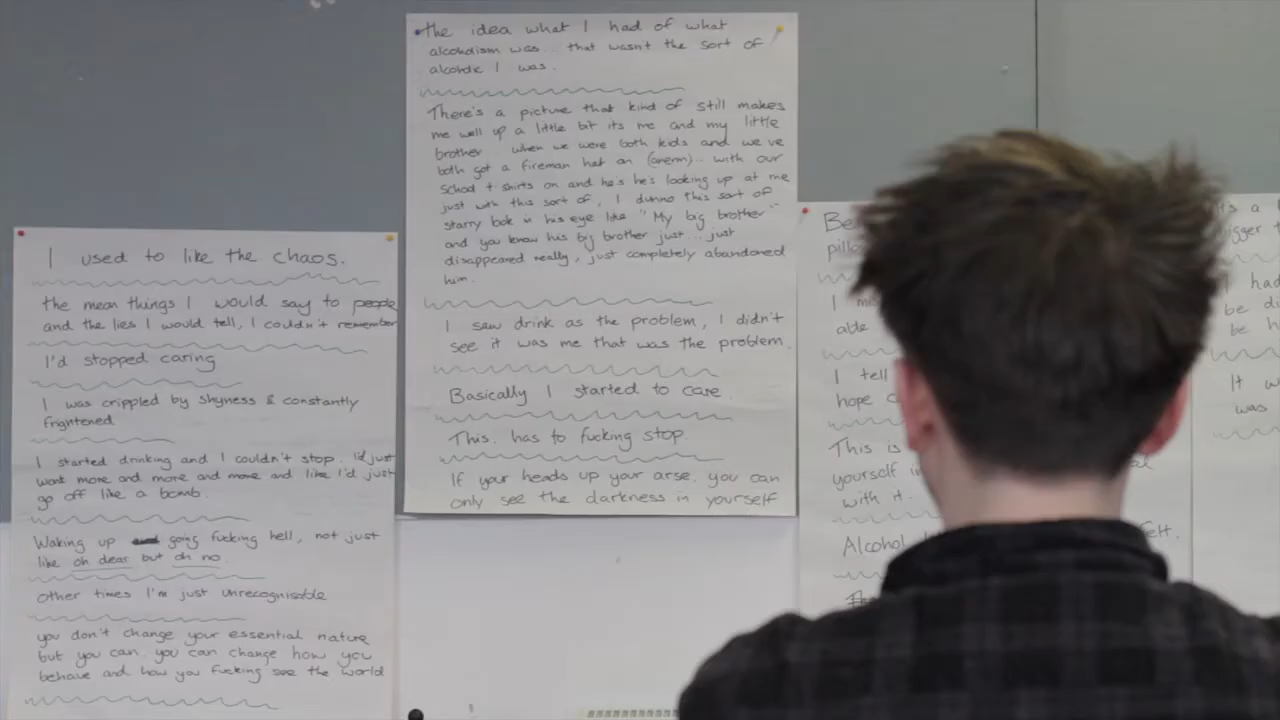 I used to like the chaos.
the mean things I would say to people
and the lies I would tell, I couldn't remember
I'd stopped caring
I was crippled by shyness & constantly
frightened
I started drinking and I couldn't stop. I'd just
want more and more and more and like I'd just
go off like a bomb.
Waking up going fucking hell, not just
like oh dear but oh no.
other times I'm just unrecognisable
you don't change your essential nature
but you can, you can change how you
behave and how you fucking see the world
the idea what I had of what
alcoholism was... that wasn't the sort of
alcoholic I was.
There's a picture that kind of still makes
me well up a little bit its me and my little
brother when we were both kids and we've
both got a fireman hat on (erm)... with our
School t shirts on and he's he's looking up at me
just with this sort of, I dunno this sort of
starry look in his eye like "My big brother"
and you know his big brother just... just
disappeared really, just completely abandoned
him.
I saw drink as the problem, I didn't
see it was me that was the problem.
Basically I started to care.
This. has to fucking stop.
If your heads up your arse, you can
only see the darkness in yourself
Be
I
able
I tell
hope
This is
yourself
with it.
Alcohol felt.
it's a
bigger
I had
be
be
It
was